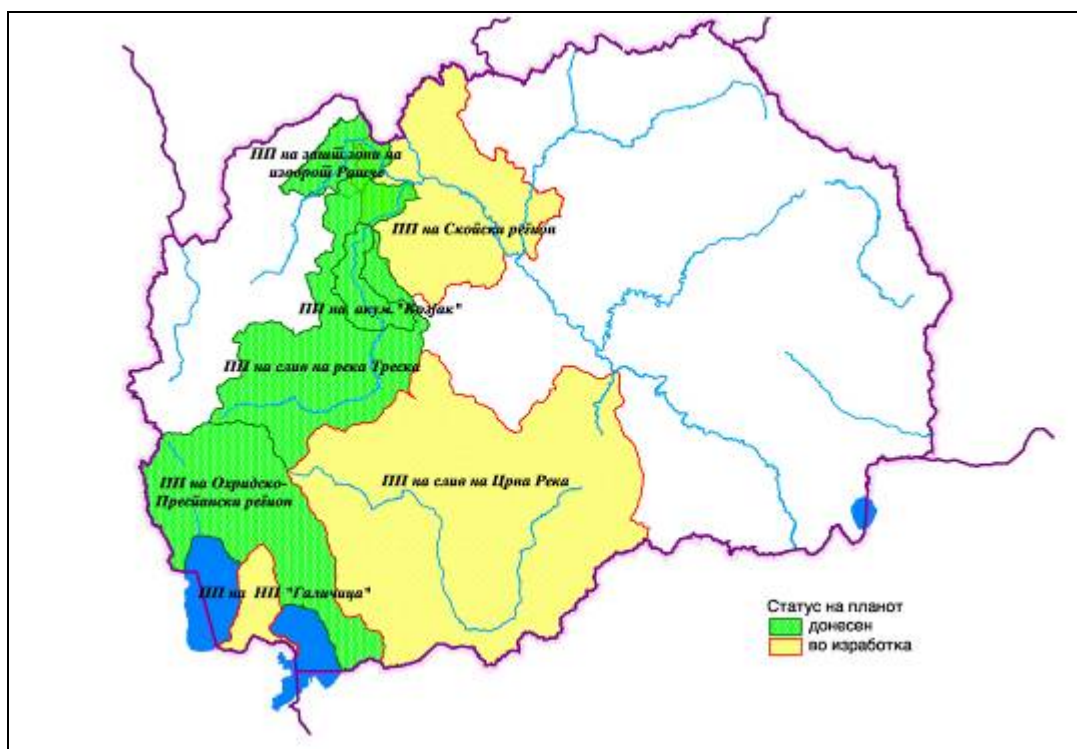 ПП на зашт зони на
изворот Рашче
ПП на Скопски регион
ПП на акум. "Козјак"
ПП на слив на река Треска
ПП на Охридско-
Преспански регион
ПП на слив на Црна Река
ПП на НП "Галичица"
Статус на планот
донесен
во изработка